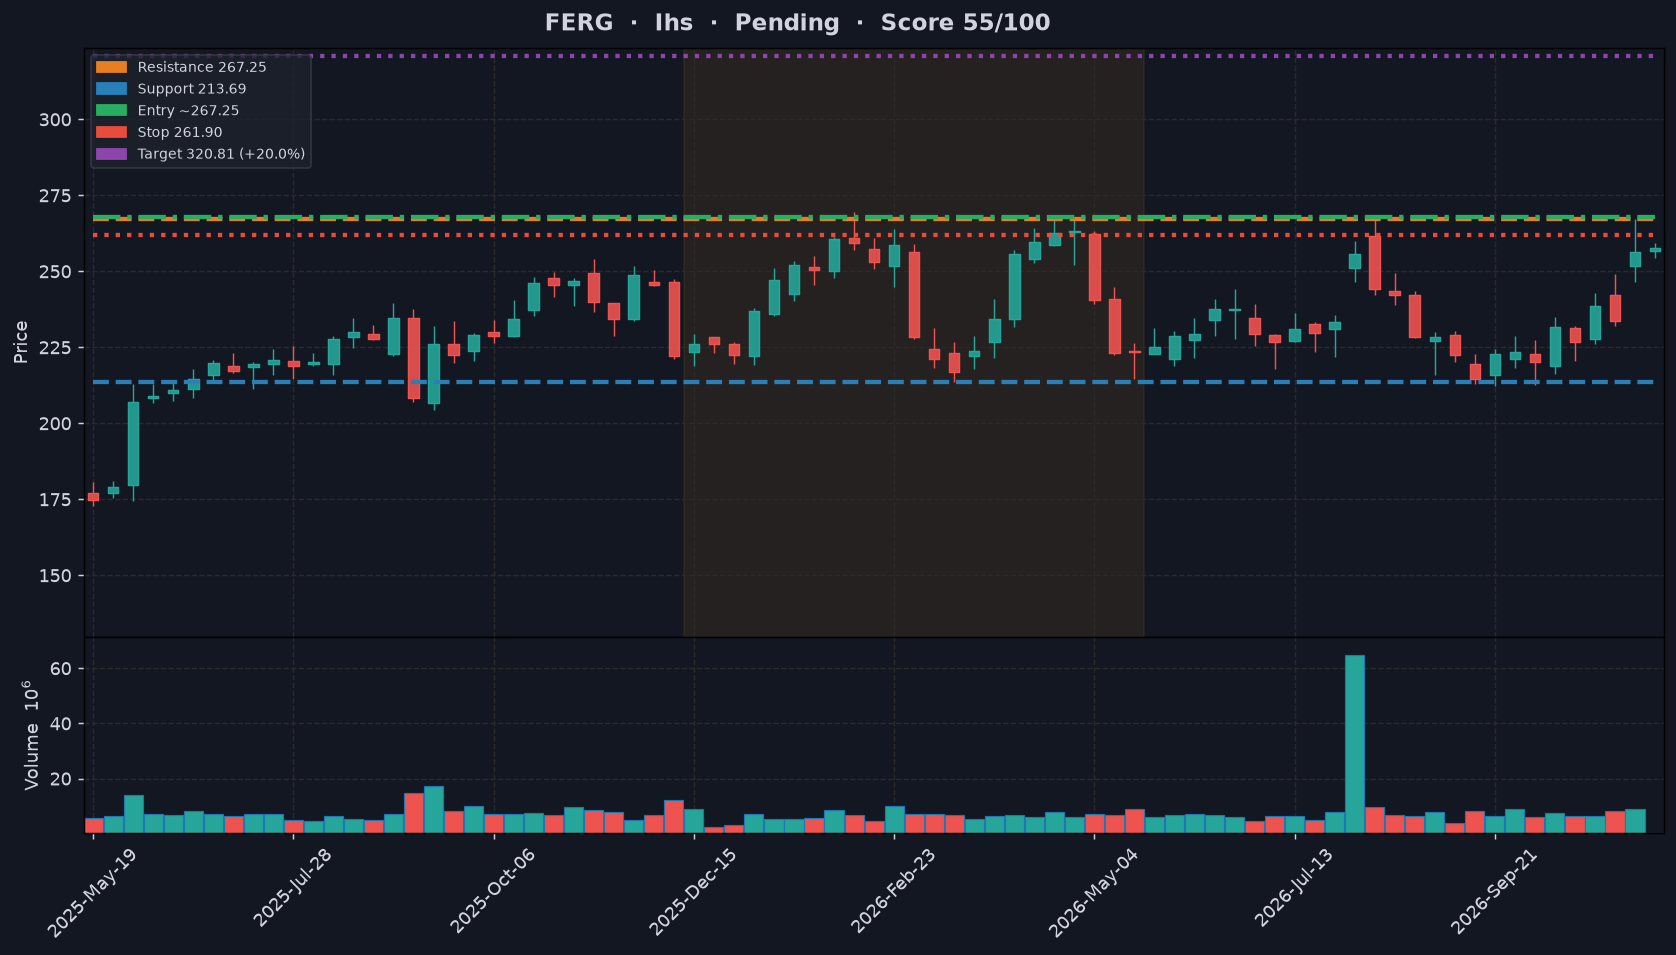 FERG · Ihs · Pending · Score 55/100
Resistance 267.25
Support 213.69
Entry ~267.25
Stop 261.90
Target 320.81 (+20.0%)
Price
300
275
250
225
200
175
150
Volume 10⁶
60
40
20
2025-May-19
2025-Jul-28
2025-Oct-06
2025-Dec-15
2026-Feb-23
2026-May-04
2026-Jul-13
2026-Sep-21